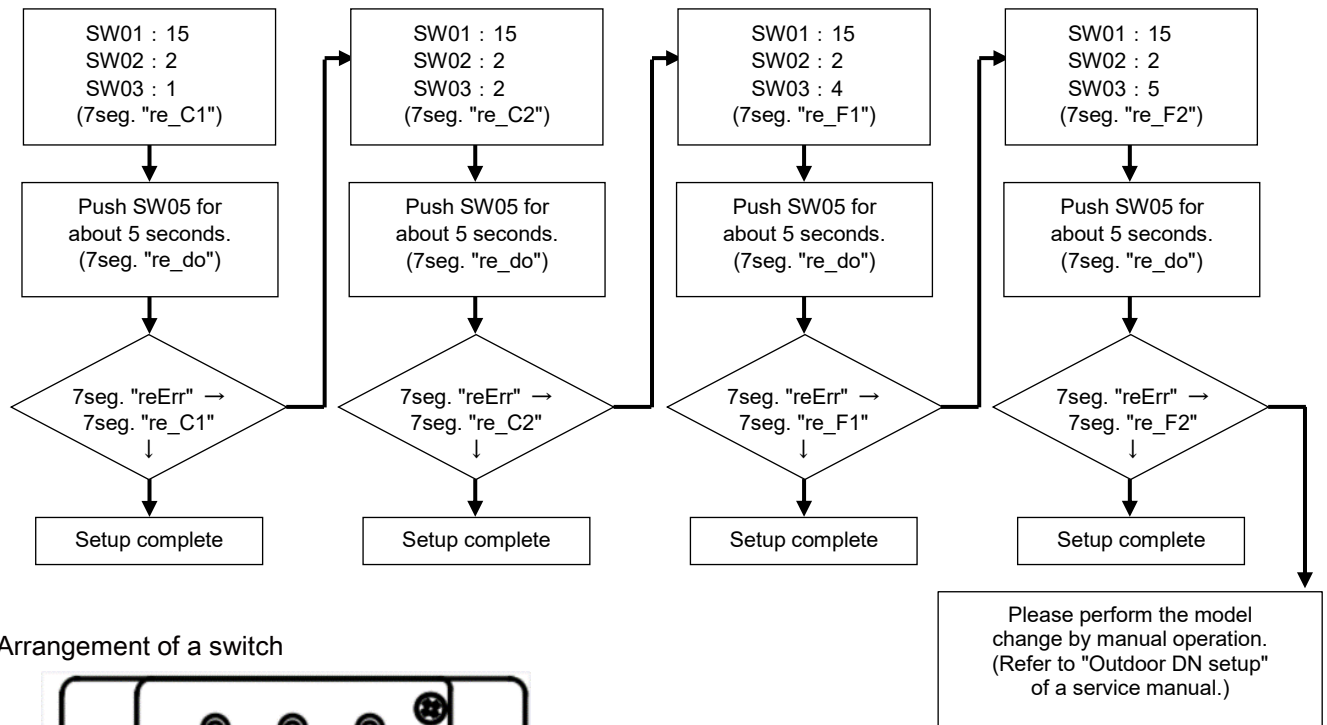 SW01：15
SW02：2
SW03：1
(7seg. "re_C1")
Push SW05 for
about 5 seconds.
(7seg. "re_do")
7seg. "reErr" →
7seg. "re_C1"
↓
Setup complete
SW01：15
SW02：2
SW03：2
(7seg. "re_C2")
Push SW05 for
about 5 seconds.
(7seg. "re_do")
7seg. "reErr" →
7seg. "re_C2"
↓
Setup complete
SW01：15
SW02：2
SW03：4
(7seg. "re_F1")
Push SW05 for
about 5 seconds.
(7seg. "re_do")
7seg. "reErr" →
7seg. "re_F1"
↓
Setup complete
SW01：15
SW02：2
SW03：5
(7seg. "re_F2")
Push SW05 for
about 5 seconds.
(7seg. "re_do")
7seg. "reErr" →
7seg. "re_F2"
↓
Setup complete
Please perform the model
change by manual operation.
(Refer to "Outdoor DN setup"
of a service manual.)
Arrangement of a switch